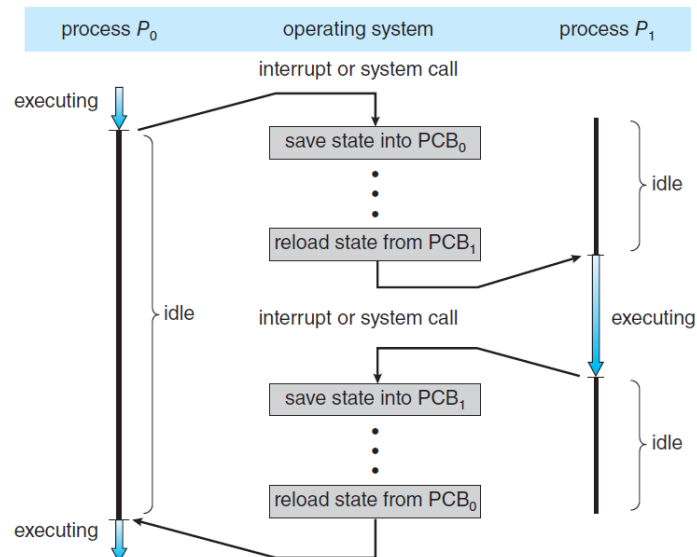 process P₀ operating system process P₁
interrupt or system call
executing
save state into PCB₀
idle
reload state from PCB₁
idle
interrupt or system call
executing
save state into PCB₁
idle
reload state from PCB₀
executing